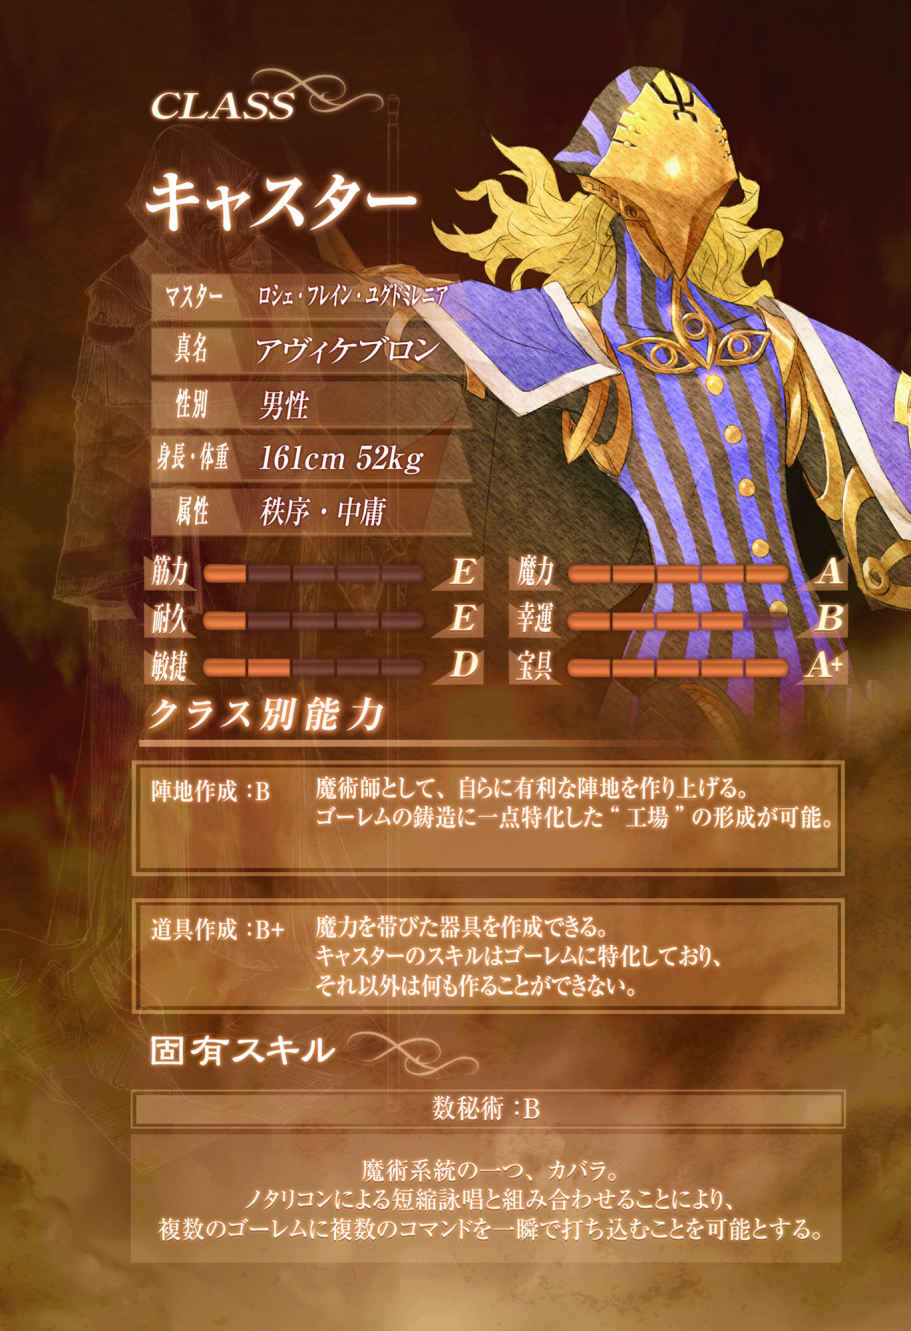 CLASS
キャスター
マスター ロシェ・フレイン・ユグドミレニア
真名 アヴィケブロン
性別 男性
身長・体重 161cm 52kg
属性 秩序・中庸
筋力 E 魔力 A
耐久 E 幸運 B
敏捷 D 宝具 A+
クラス別能力
陣地作成：B 魔術師として、自らに有利な陣地を作り上げる。
ゴーレムの鋳造に一点特化した“工場”の形成が可能。
道具作成：B+ 魔力を帯びた器具を作成できる。
キャスターのスキルはゴーレムに特化しており、
それ以外は何も作ることができない。
固有スキル
数秘術：B
魔術系統の一つ、カバラ。
ノタリコンによる短縮詠唱と組み合わせることにより、
複数のゴーレムに複数のコマンドを一瞬で打ち込むことを可能とする。